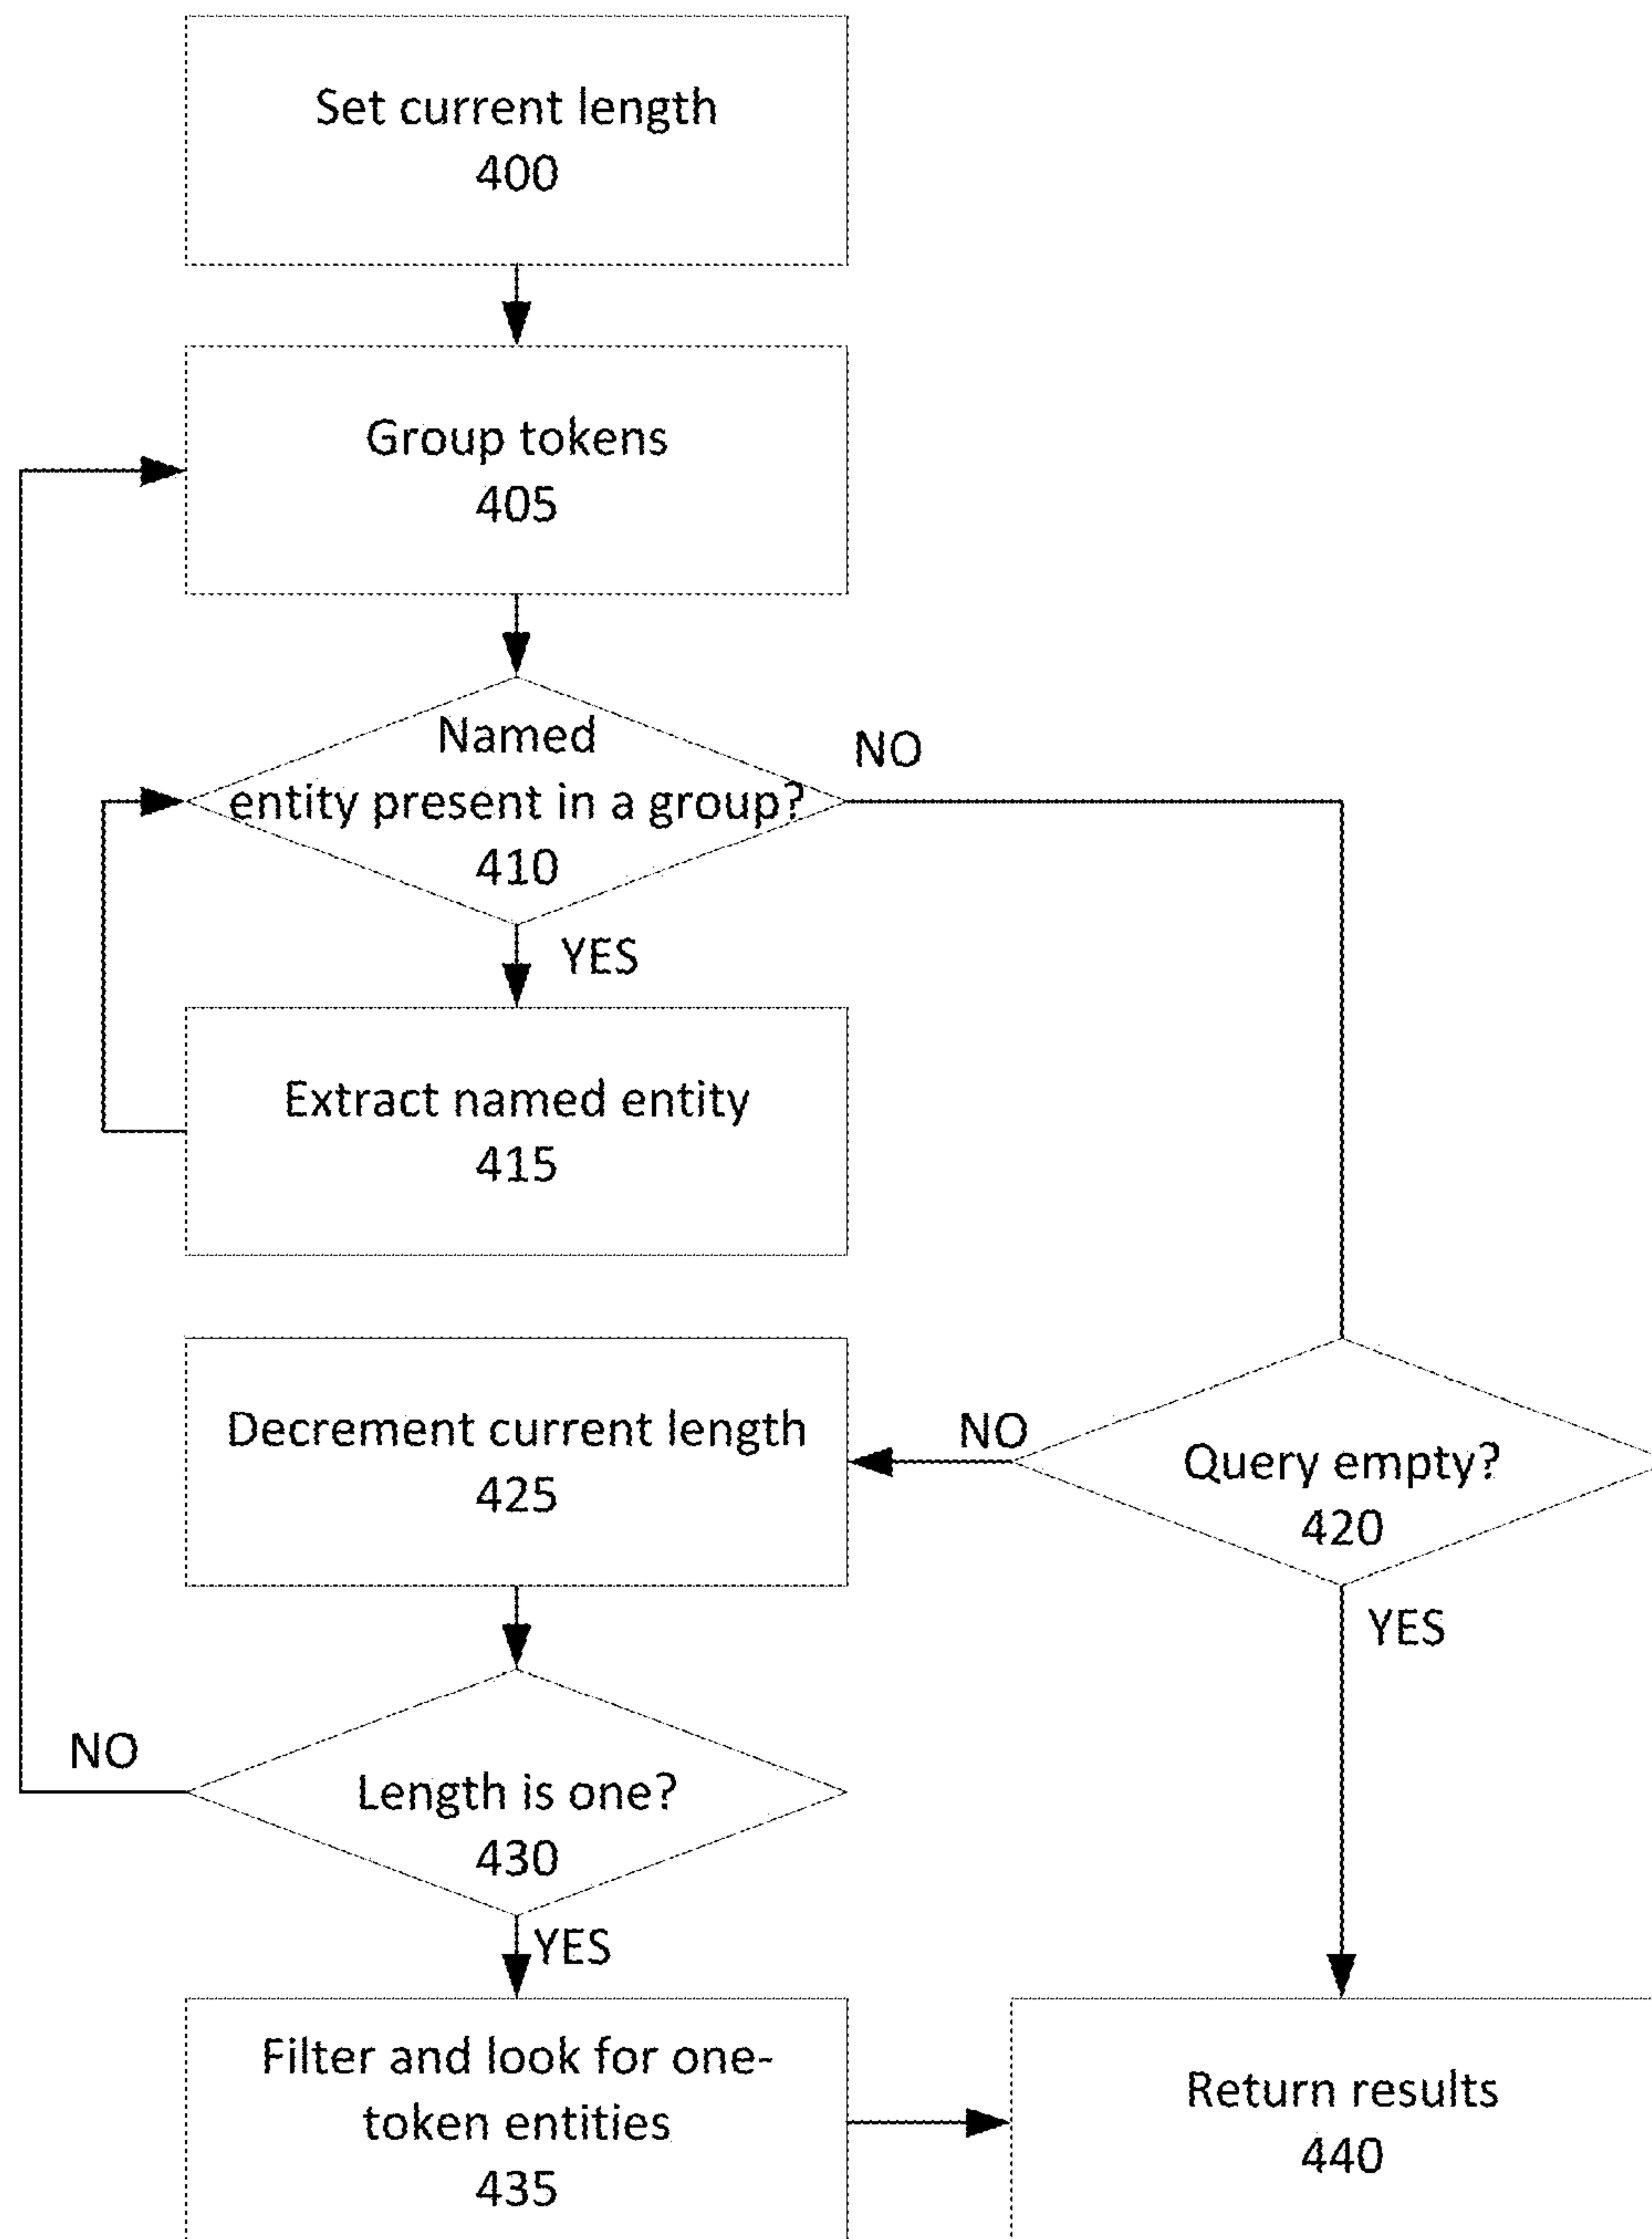 Set current length
400
Group tokens
405
Named
entity present in a group?
410
NO
YES
Extract named entity
415
Decrement current length
425
NO
Query empty?
420
YES
Length is one?
430
NO
YES
Filter and look for one-
token entities
435
Return results
440